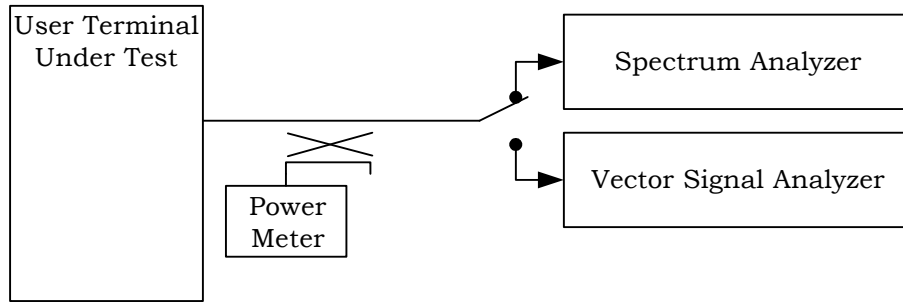 User Terminal
Under Test
Spectrum Analyzer
Vector Signal Analyzer
Power
Meter